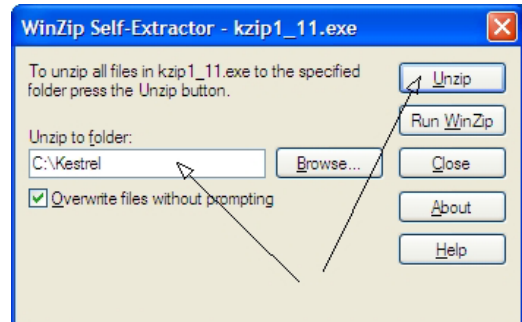 WinZip Self-Extractor - kzip1_11.exe
To unzip all files in kzip1_11.exe to the specified
folder press the Unzip button.
Unzip to folder:
C:\Kestrel
Browse...
Overwrite files without prompting
Unzip
Run WinZip
Close
About
Help